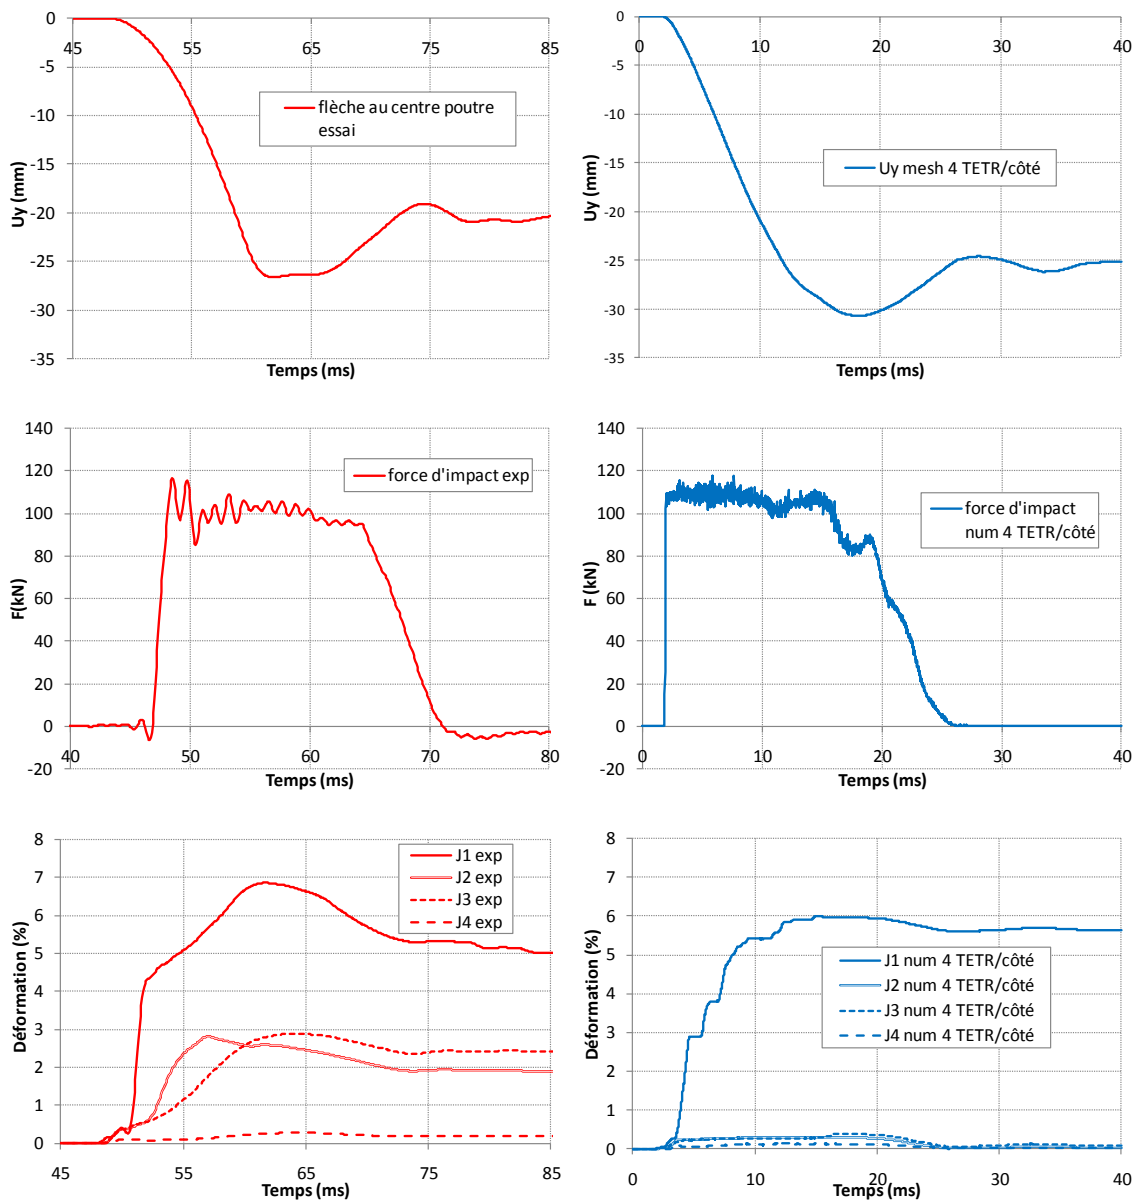 0
-5
-10
-15
-20
-25
-30
-35
45 55 65 75 85
Uy (mm)
Temps (ms)
flèche au centre poutre
essai
0
-5
-10
-15
-20
-25
-30
-35
0 10 20 30 40
Uy (mm)
Temps (ms)
Uy mesh 4 TETR/côté
140
120
100
80
60
40
20
0
-20
40 50 60 70 80
F(kN)
Temps (ms)
force d'impact exp
140
120
100
80
60
40
20
0
-20
0 10 20 30 40
F (kN)
Temps (ms)
force d'impact
num 4 TETR/côté
8
7
6
5
4
3
2
1
0
45 55 65 75 85
Déformation (%)
Temps (ms)
J1 exp
J2 exp
J3 exp
J4 exp
8
7
6
5
4
3
2
1
0
0 10 20 30 40
Déformation (%)
Temps (ms)
J1 num 4 TETR/côté
J2 num 4 TETR/côté
J3 num 4 TETR/côté
J4 num 4 TETR/côté